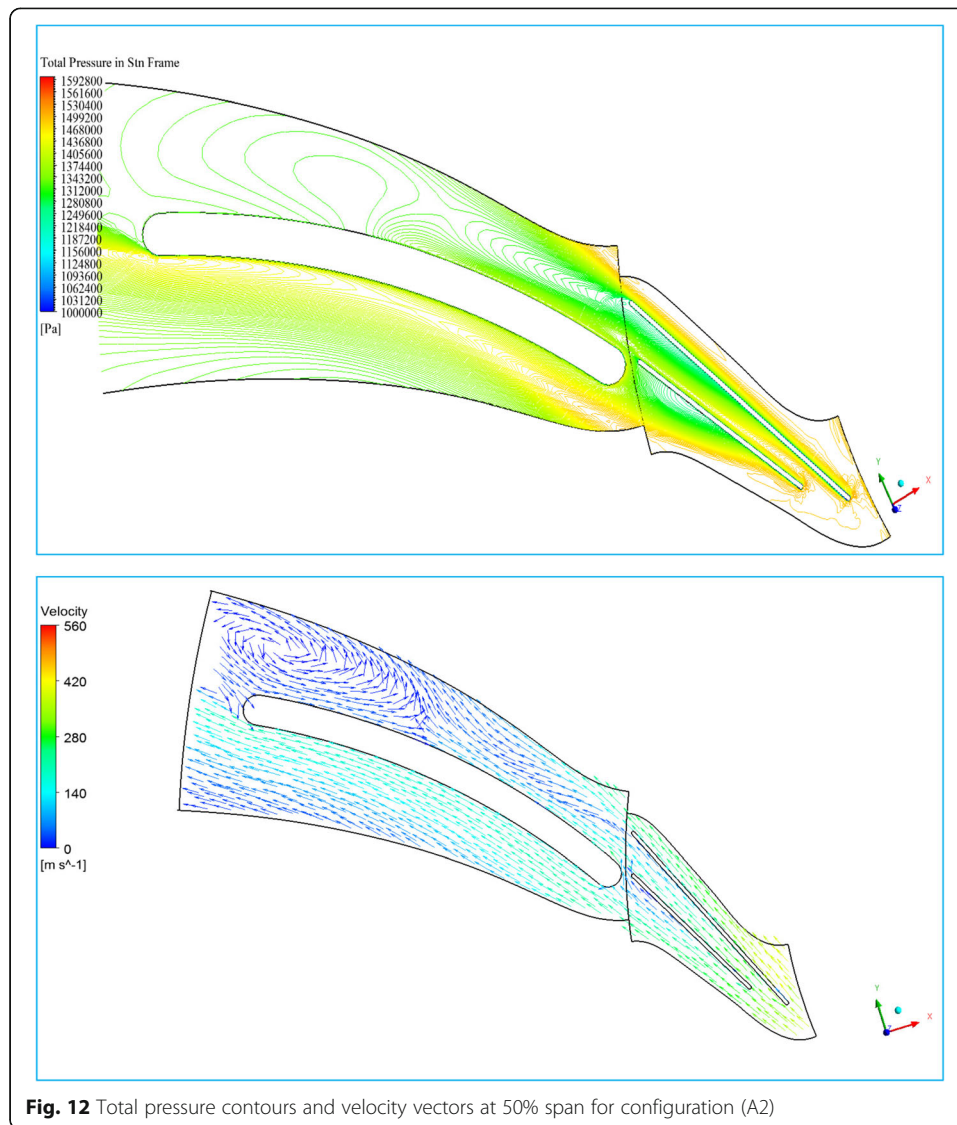 Total Pressure in Stn Frame
1592800
1561600
1530400
1499200
1468000
1436800
1405600
1374400
1343200
1312000
1280800
1249600
1218400
1187200
1156000
1124800
1093600
1062400
1031200
1000000
[Pa]
Y
X
Z
Velocity
560
420
280
140
0
[m s^-1]
Y
X
Z
Fig. 12 Total pressure contours and velocity vectors at 50% span for configuration (A2)